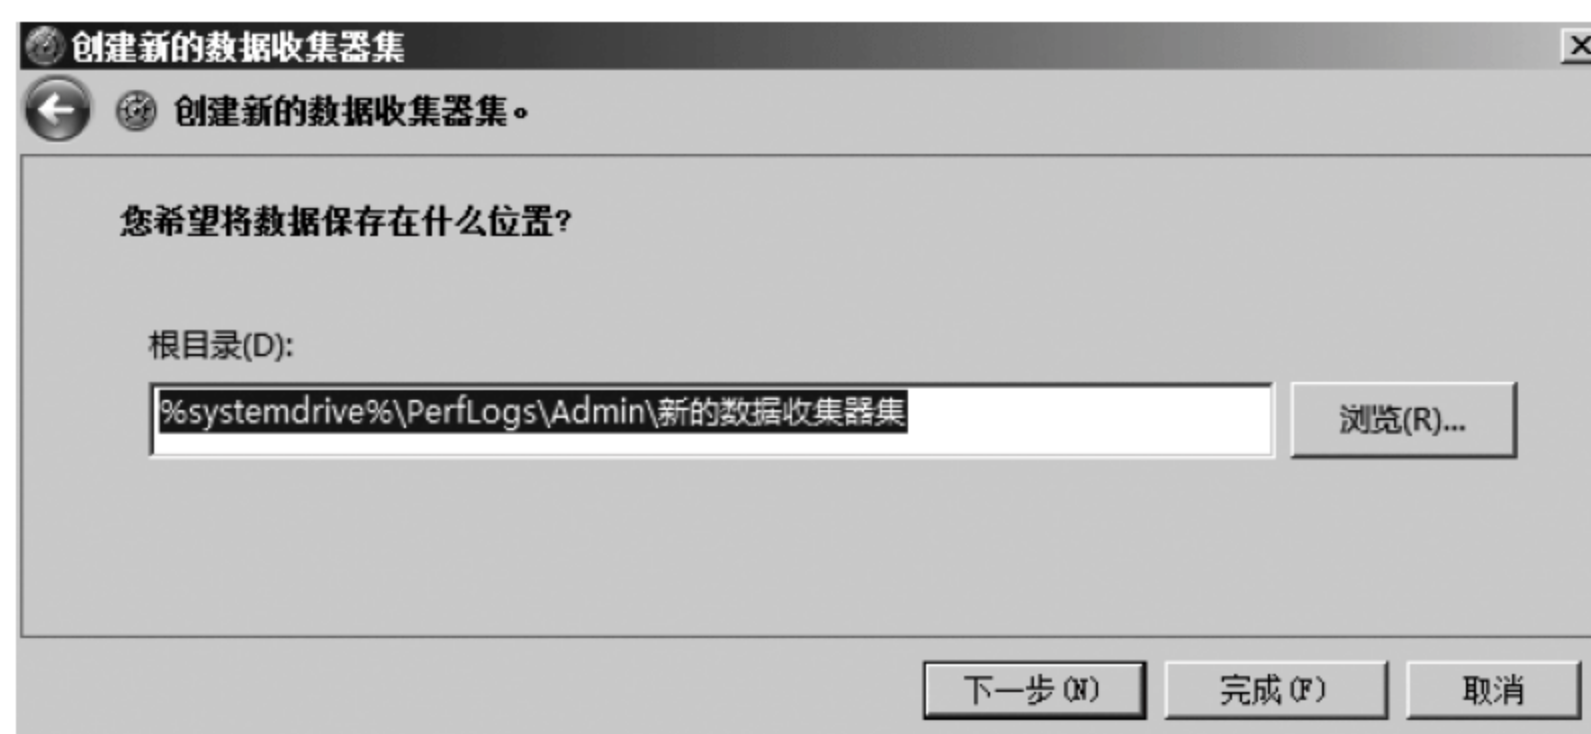 创建新的数据收集器集
创建新的数据收集器集。
您希望将数据保存在什么位置?
根目录(D):
%systemdrive%\PerfLogs\Admin\新的数据收集器集
浏览(R)...
下一步(N) 完成(F) 取消